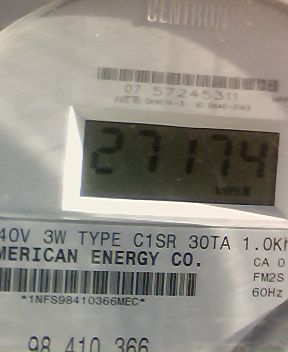 CENTRON
07 57245311
27174
kWh
40V 3W TYPE C1SR 30TA 1.0Kh
MERICAN ENERGY CO.
CA 0
FM2S
60Hz
*1NFS98410366MEC*
98 410 366